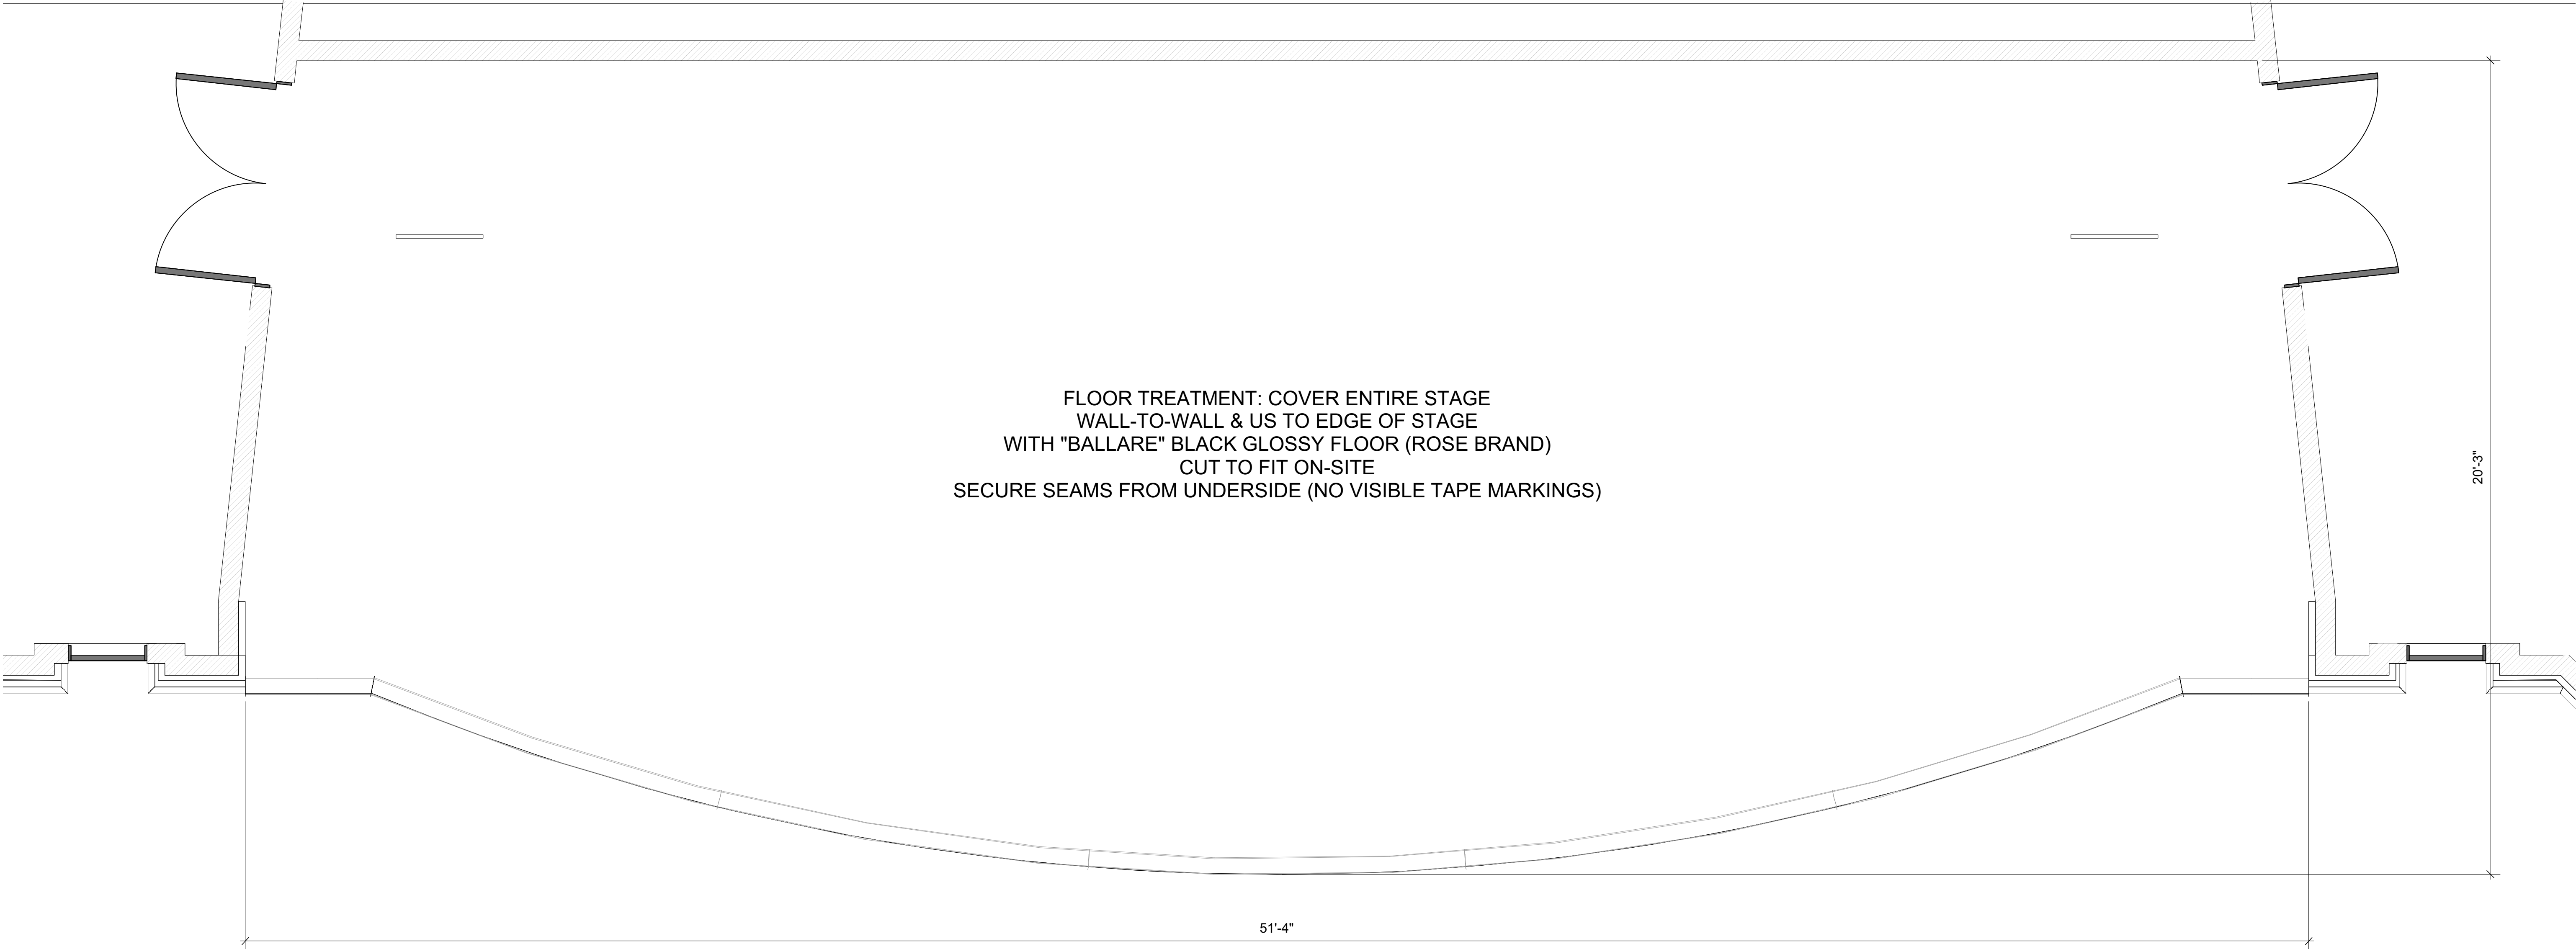 FLOOR TREATMENT: COVER ENTIRE STAGE
WALL-TO-WALL & US TO EDGE OF STAGE
WITH "BALLARE" BLACK GLOSSY FLOOR (ROSE BRAND)
CUT TO FIT ON-SITE
SECURE SEAMS FROM UNDERSIDE (NO VISIBLE TAPE MARKINGS)
20'-3"
51'-4"